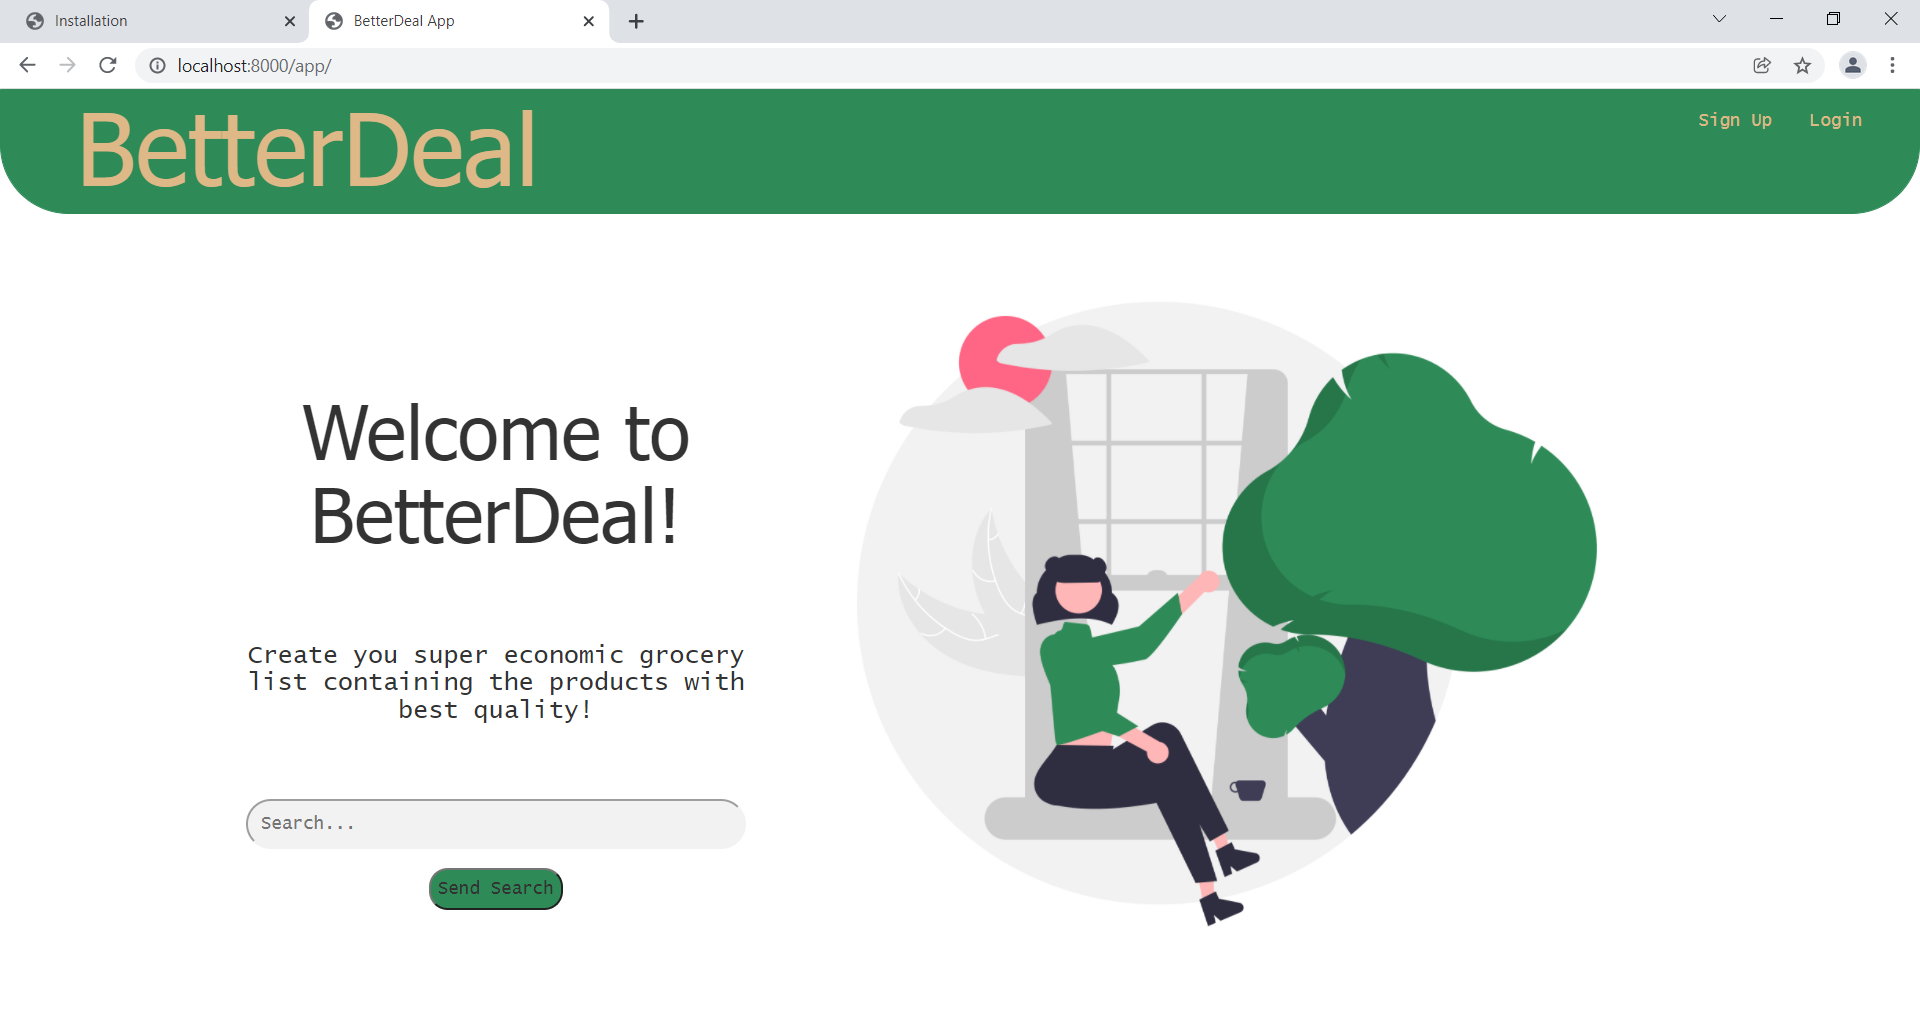 Installation
BetterDeal App
localhost:8000/app/
BetterDeal
Sign Up
Login
Welcome to
BetterDeal!
Create you super economic grocery
list containing the products with
best quality!
Search...
Send Search